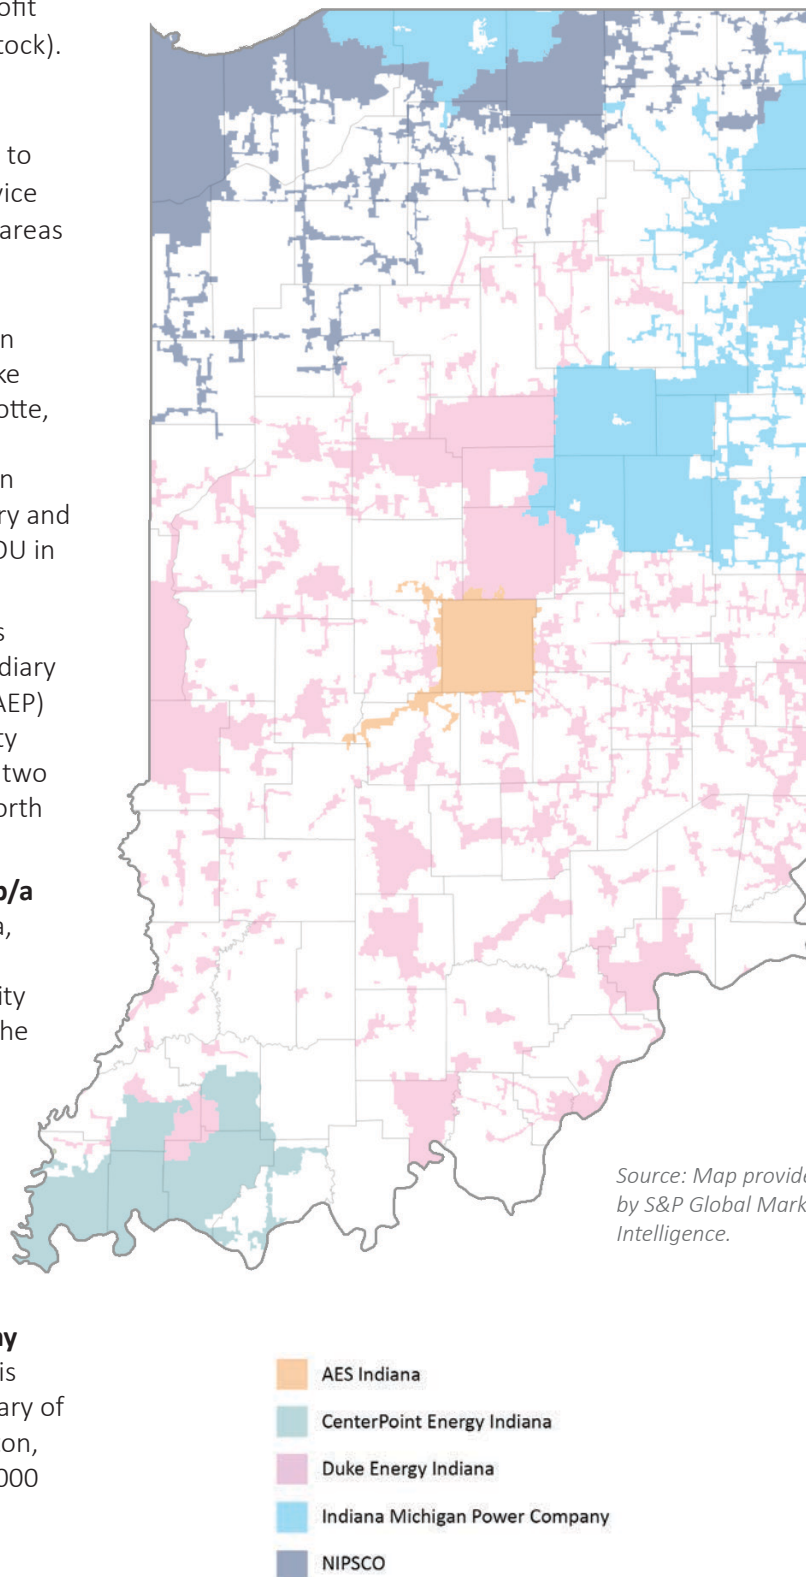 tock).
to
vice
areas
n
ke
otte,
n
ry and
OU in
s
diary
AEP)
ty
two
orth
o/a
a,
ity
he
Source: Map provide
by S&P Global Mark
Intelligence.
ny
is
ary of
on,
000
AES Indiana
CenterPoint Energy Indiana
Duke Energy Indiana
Indiana Michigan Power Company
NIPSCO